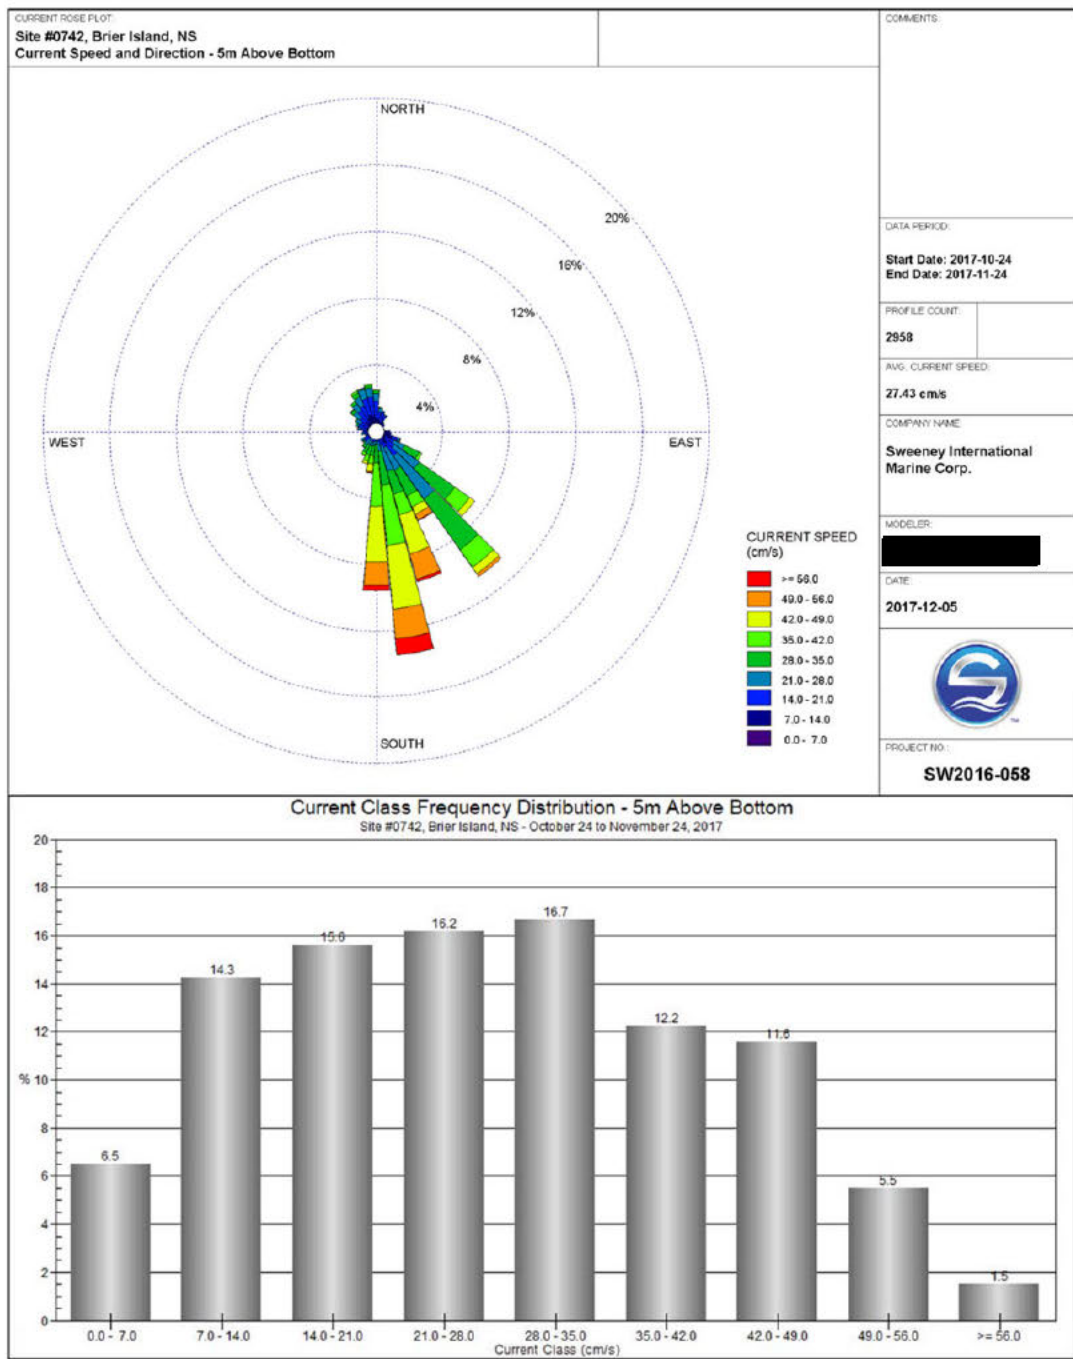 CURRENT ROSE PLOT:
Site #0742, Brier Island, NS
Current Speed and Direction - 5m Above Bottom
COMMENTS:
NORTH
20%
16%
12%
8%
4%
WEST
EAST
SOUTH
CURRENT SPEED
(cm/s)
>= 56.0
49.0 - 56.0
42.0 - 49.0
35.0 - 42.0
28.0 - 35.0
21.0 - 28.0
14.0 - 21.0
7.0 - 14.0
0.0 - 7.0
DATA PERIOD:
Start Date: 2017-10-24
End Date: 2017-11-24
PROFILE COUNT:
2958
AVG. CURRENT SPEED:
27.43 cm/s
COMPANY NAME:
Sweeney International
Marine Corp.
MODELER:
DATE:
2017-12-05
TM
PROJECT NO.:
SW2016-058
Current Class Frequency Distribution - 5m Above Bottom
Site #0742, Brier Island, NS - October 24 to November 24, 2017
20
18
16
14
12
% 10
8
6
4
2
0
6.5
14.3
15.6
16.2
16.7
12.2
11.6
5.5
1.5
0.0 - 7.0 7.0 - 14.0 14.0 - 21.0 21.0 - 28.0 28.0 - 35.0 35.0 - 42.0 42.0 - 49.0 49.0 - 56.0 >= 56.0
Current Class (cm/s)